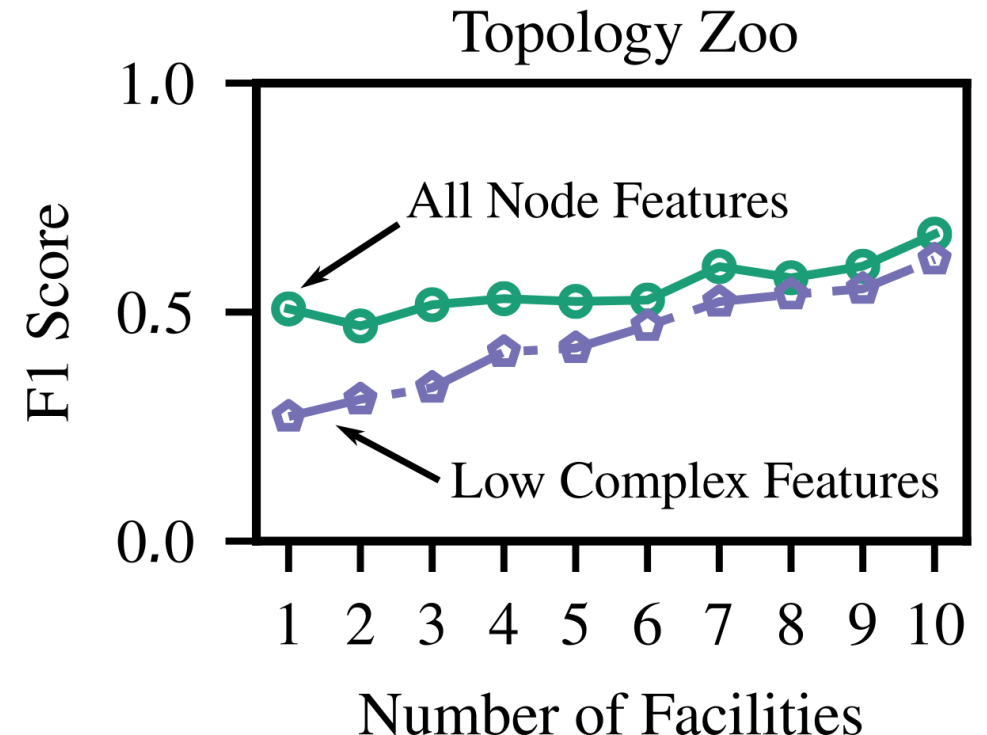 Topology Zoo
1.0
All Node Features
F1 Score
0.5
Low Complex Features
0.0
1 2 3 4 5 6 7 8 9 10
Number of Facilities